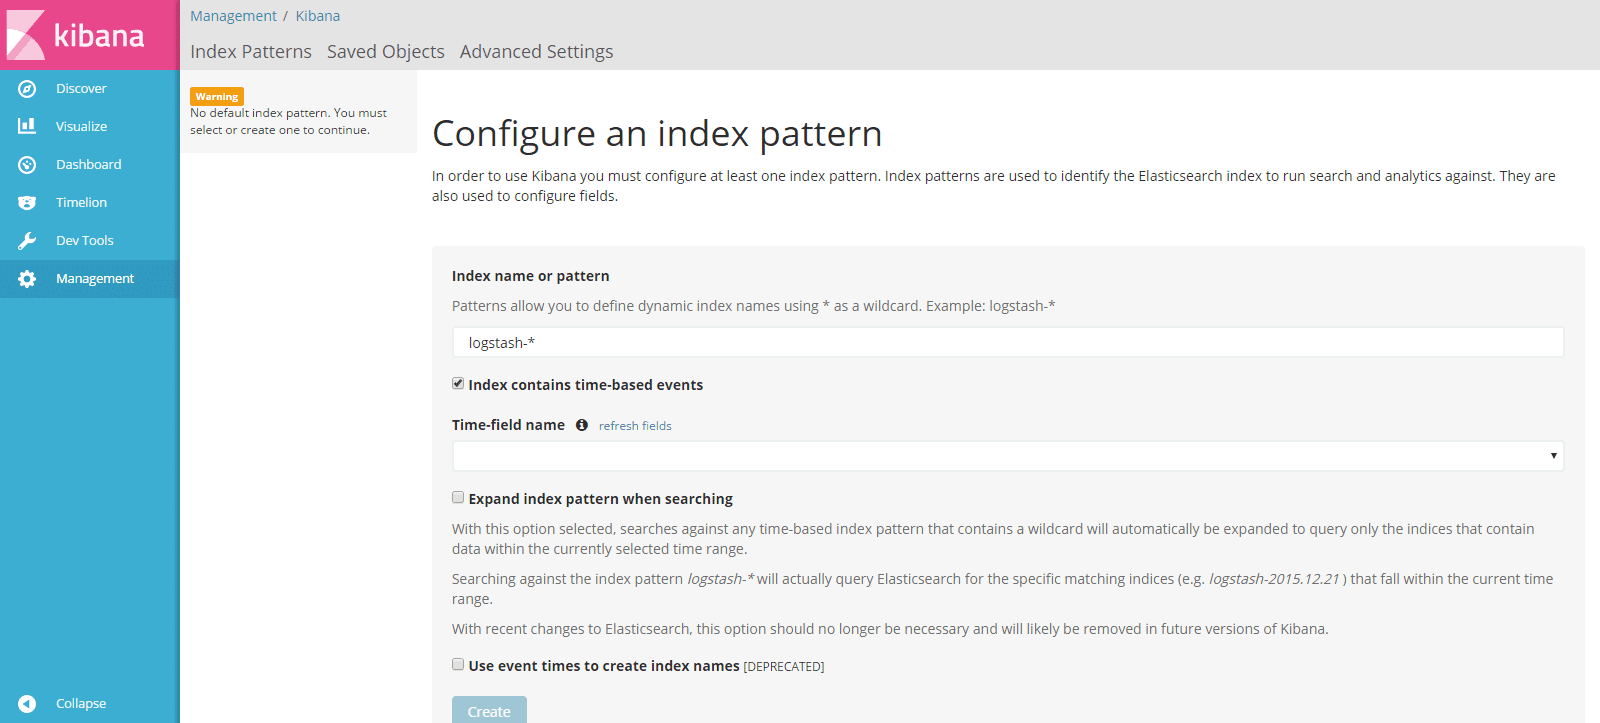 kibana
Discover
Visualize
Dashboard
Timelion
Dev Tools
Management
Collapse
Management / Kibana
Index Patterns Saved Objects Advanced Settings
Warning
No default index pattern. You must
select or create one to continue.
Configure an index pattern
In order to use Kibana you must configure at least one index pattern. Index patterns are used to identify the Elasticsearch index to run search and analytics against. They are
also used to configure fields.
Index name or pattern
Patterns allow you to define dynamic index names using * as a wildcard. Example: logstash-*
logstash-*
Index contains time-based events
Time-field name refresh fields
Expand index pattern when searching
With this option selected, searches against any time-based index pattern that contains a wildcard will automatically be expanded to query only the indices that contain
data within the currently selected time range.
Searching against the index pattern logstash-* will actually query Elasticsearch for the specific matching indices (e.g. logstash-2015.12.21 ) that fall within the current time
range.
With recent changes to Elasticsearch, this option should no longer be necessary and will likely be removed in future versions of Kibana.
Use event times to create index names [DEPRECATED]
Create